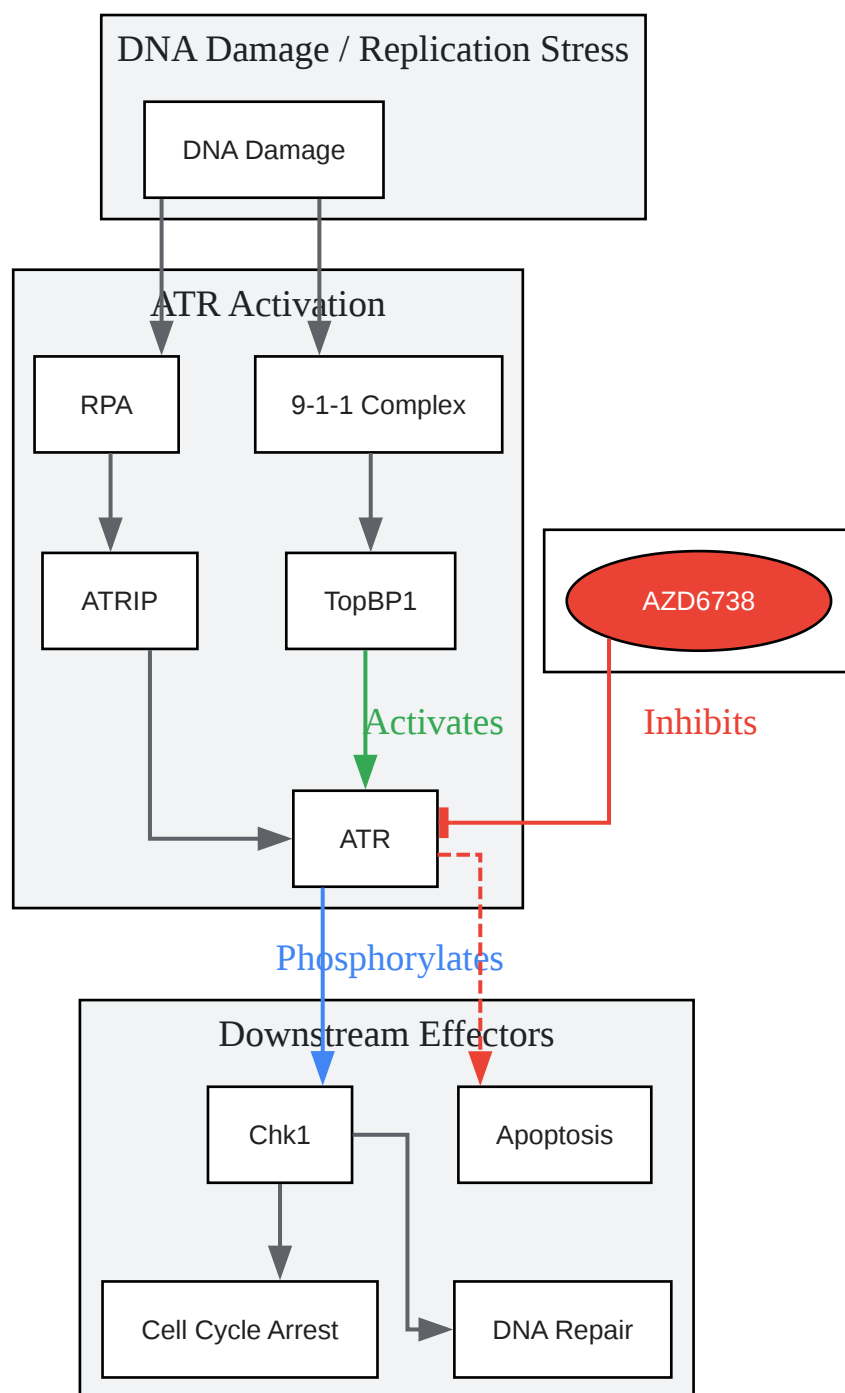 DNA Damage / Replication Stress
DNA Damage
ATR Activation
RPA
9-1-1 Complex
ATRIP
TopBP1
AZD6738
Activates
Inhibits
ATR
Phosphorylates
Downstream Effectors
Chk1
Apoptosis
Cell Cycle Arrest
DNA Repair